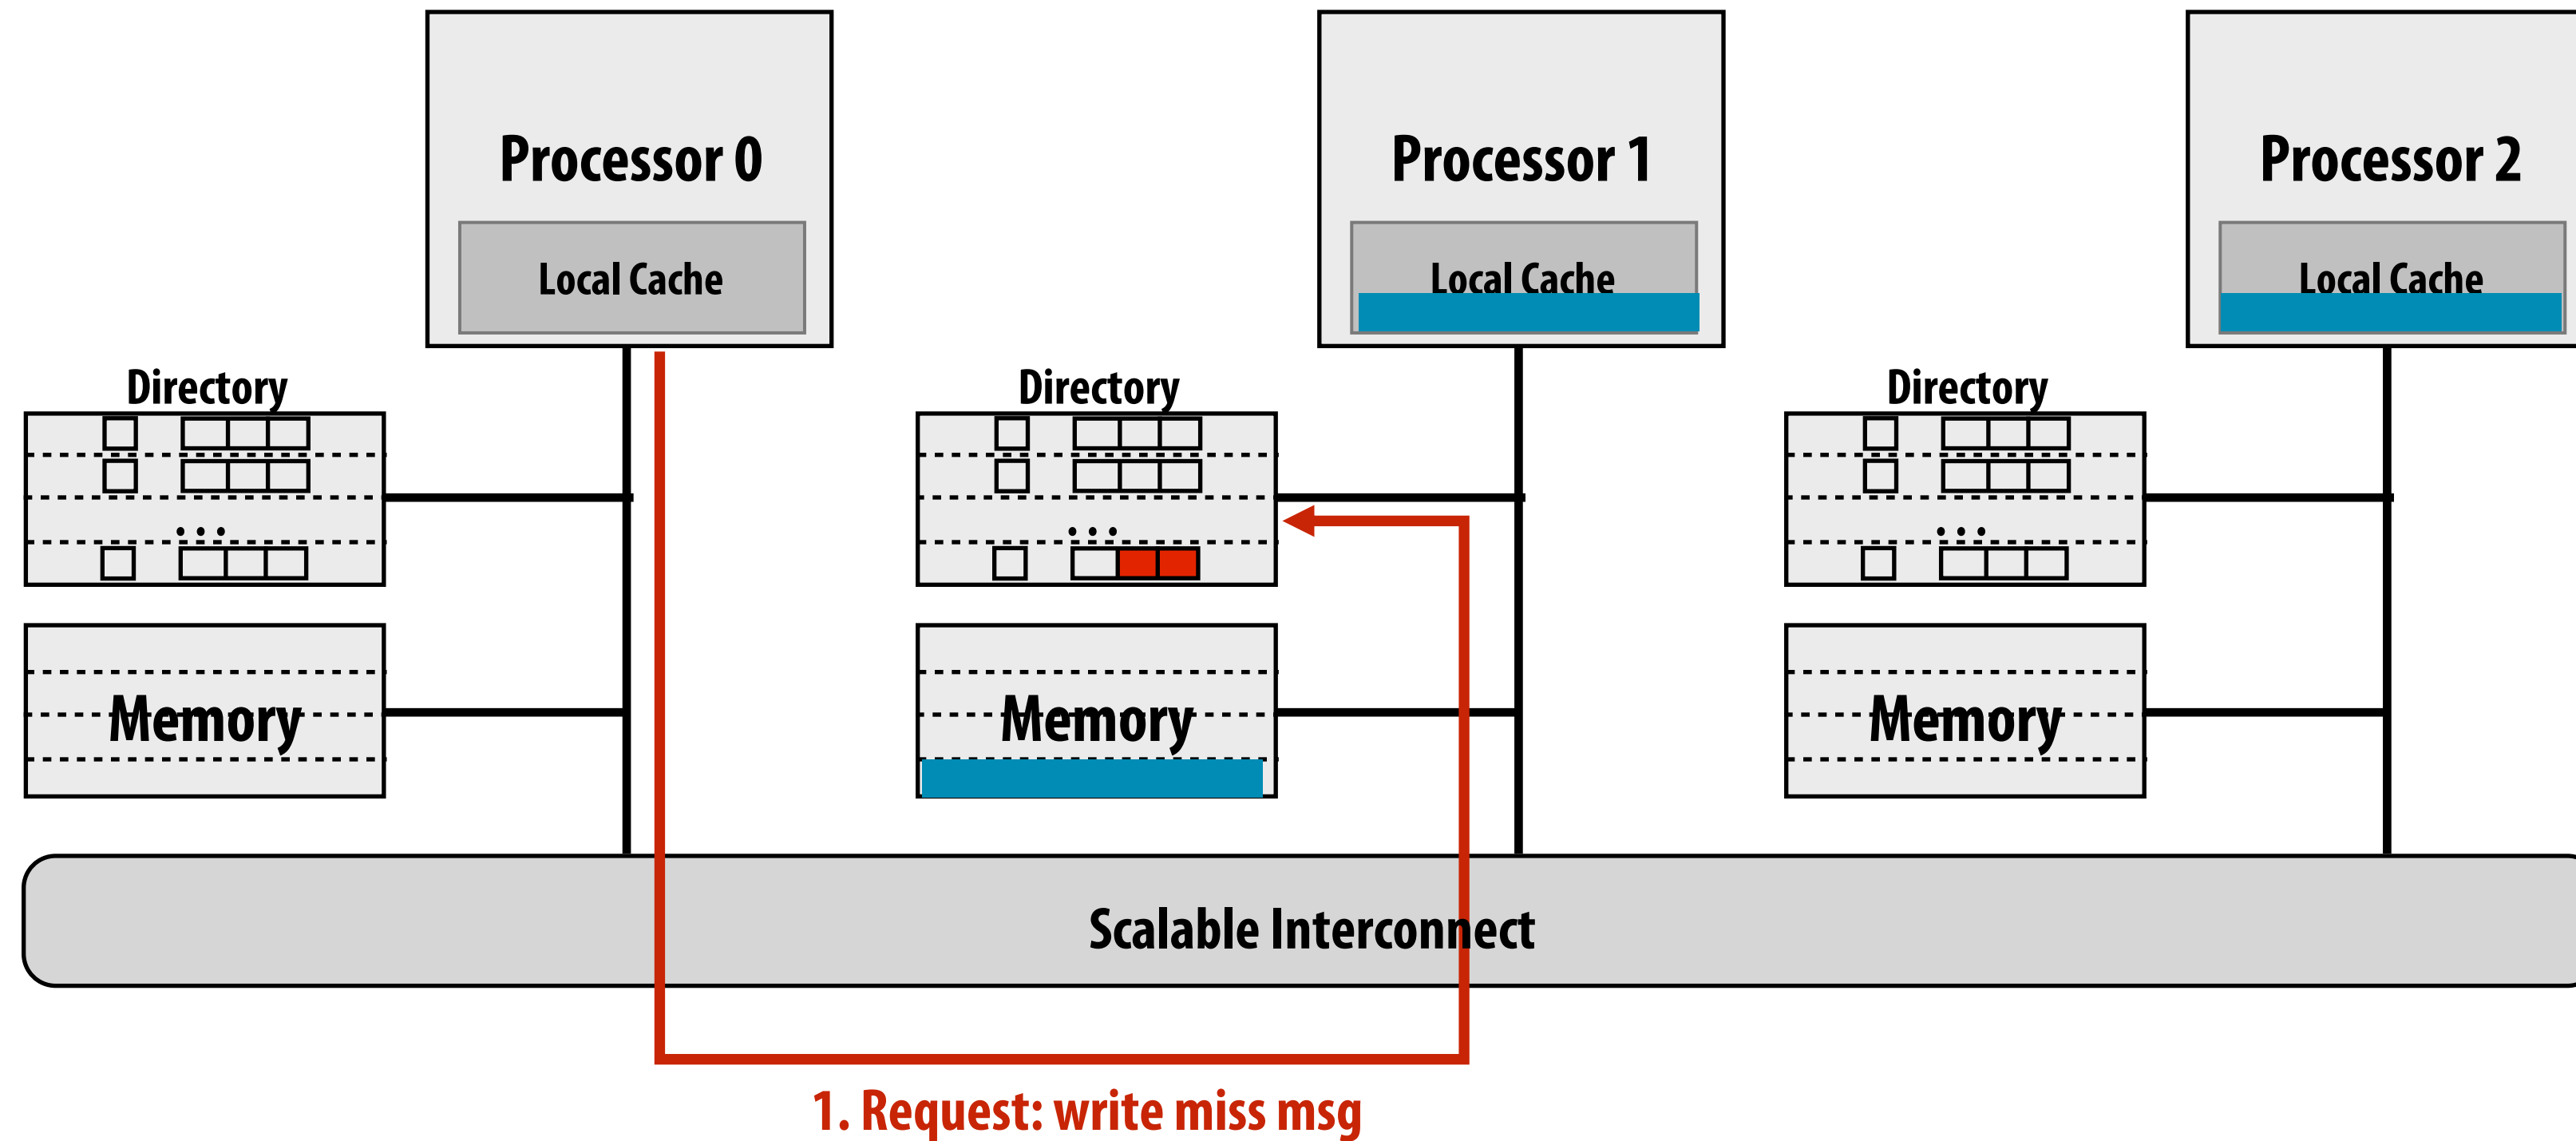 Processor 0
Processor 1
Processor 2
Local Cache
Local Cache
Local Cache
Directory
Directory
Directory
• • •
• • •
• • •
Memory
Memory
Memory
Scalable Interconnect
1. Request: write miss msg